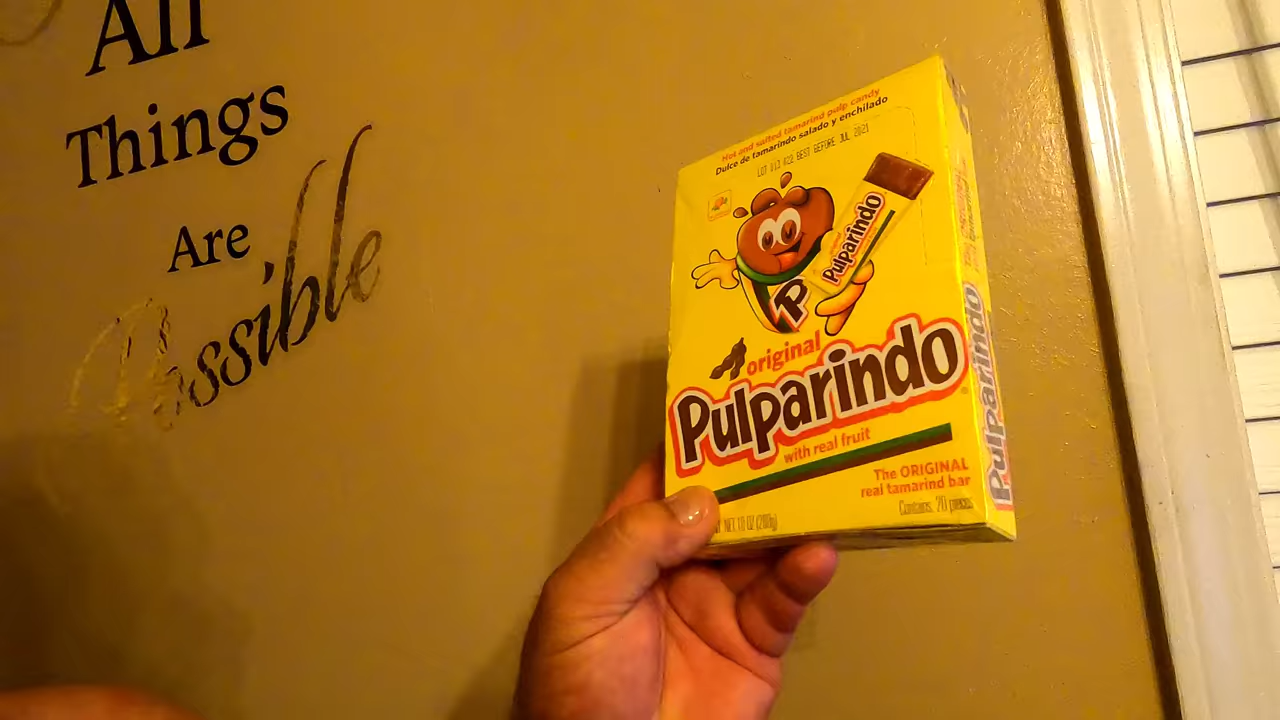 All
Things
Are
Possible
Hot and salted tamarind pulp candy
Dulce de tamarindo salado y enchilado
BEST BEFORE JUL 2021
Pulparindo
P
original
Pulparindo
with real fruit
The ORIGINAL
real tamarind bar
Contains, 20 pieces
Pulparindo